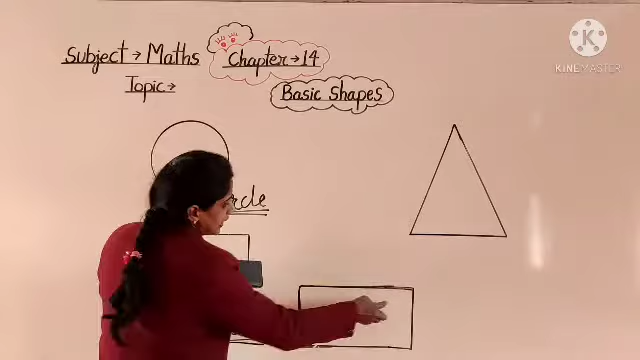 Subject → Maths
Chapter → 14
Topic →
Basic Shapes
K
KINEMASTER